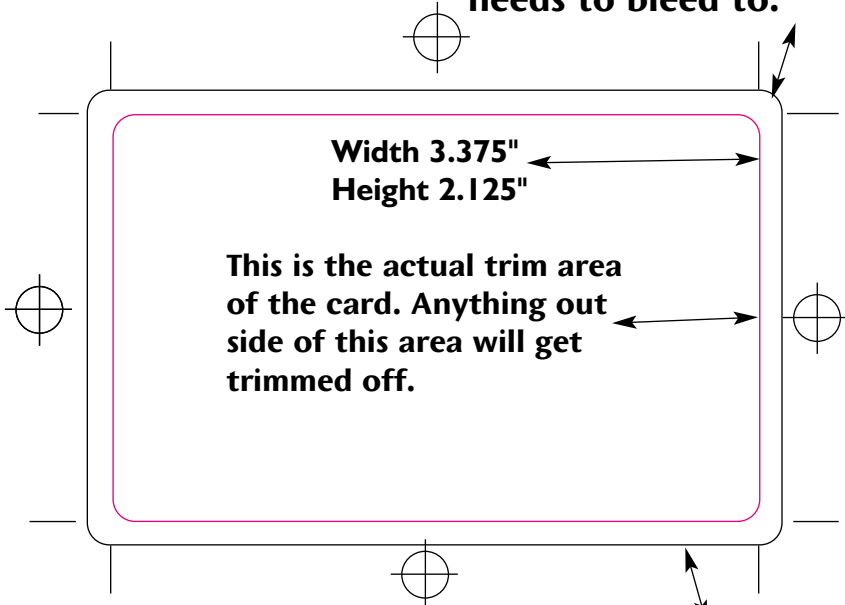 needs to bleed to.
Width 3.375"
Height 2.125"
This is the actual trim area
of the card. Anything out
side of this area will get
trimmed off.